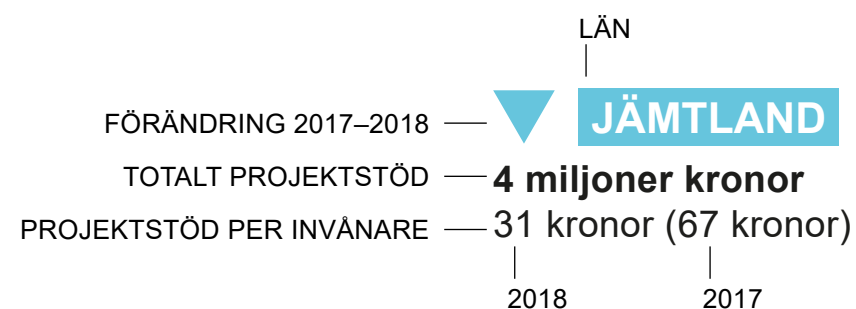 LÄN
FÖRÄNDRING 2017–2018
JÄMTLAND
TOTALT PROJEKTSTÖD
4 miljoner kronor
PROJEKTSTÖD PER INVÅNARE
31 kronor (67 kronor)
2018
2017